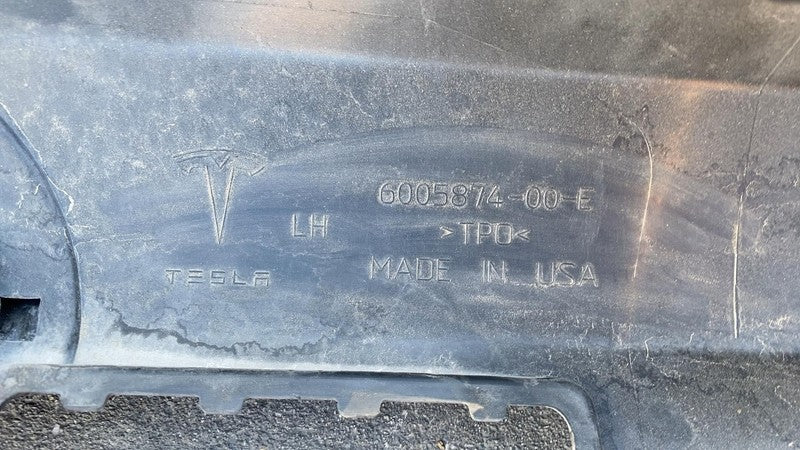 6005874-00-E
LH >TPO<
TESLA MADE IN USA